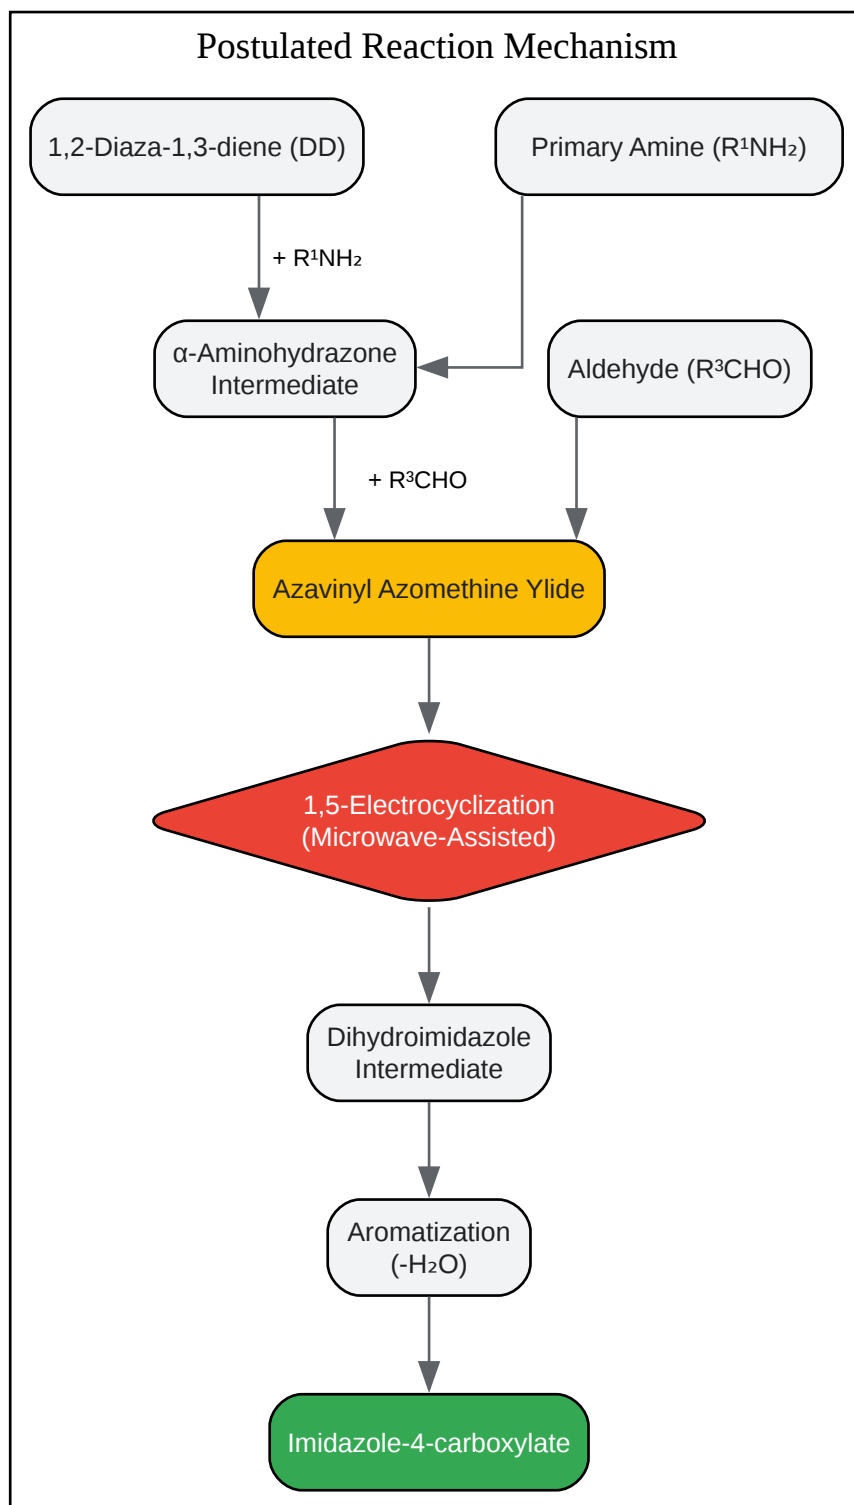 Postulated Reaction Mechanism
1,2-Diaza-1,3-diene (DD)
Primary Amine (R¹NH₂)
+ R¹NH₂
α-Aminohydrazone
Intermediate
Aldehyde (R³CHO)
+ R³CHO
Azavinyl Azomethine Ylide
1,5-Electrocyclization
(Microwave-Assisted)
Dihydroimidazole
Intermediate
Aromatization
(-H₂O)
Imidazole-4-carboxylate